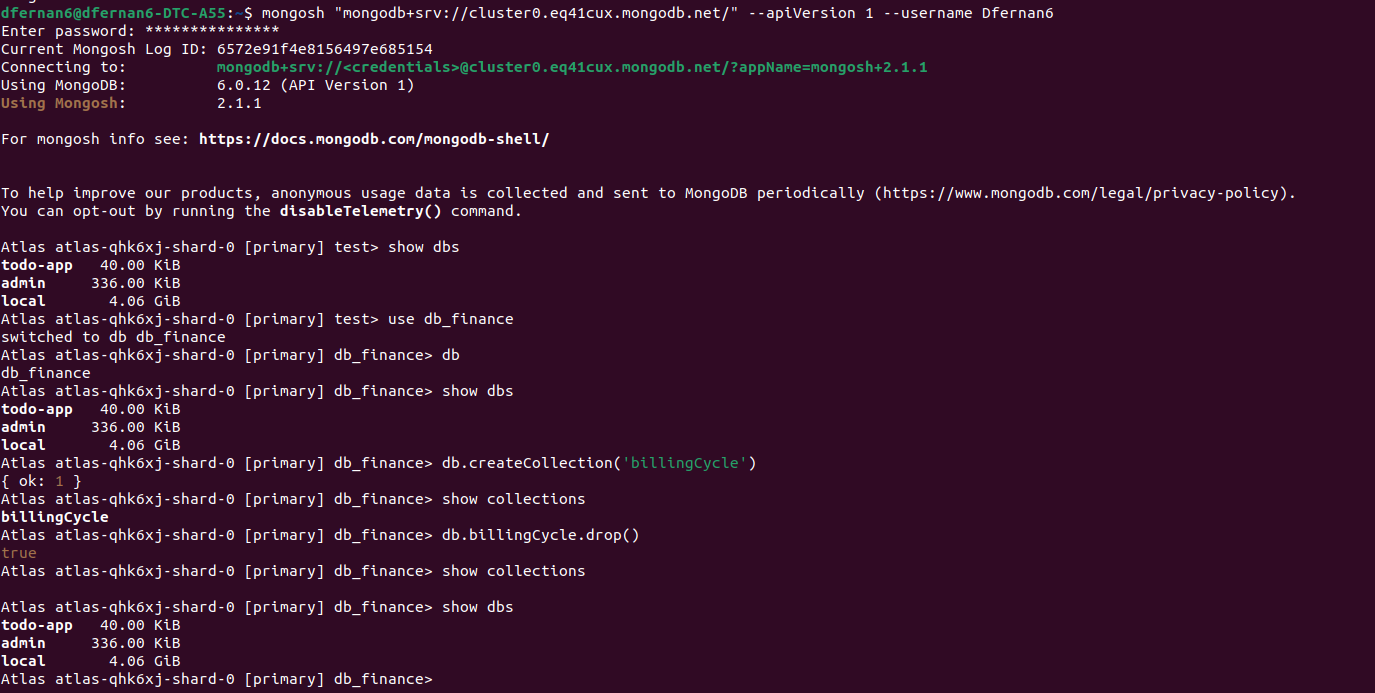 dfernan6@dfernan6-DTC-A55:~$ mongosh "mongodb+srv://cluster0.eq41cux.mongodb.net/" --apiVersion 1 --username Dfernan6
Enter password: ***************
Current Mongosh Log ID: 6572e91f4e8156497e685154
Connecting to: mongodb+srv://<credentials>@cluster0.eq41cux.mongodb.net/?appName=mongosh+2.1.1
Using MongoDB: 6.0.12 (API Version 1)
Using Mongosh: 2.1.1
For mongosh info see: https://docs.mongodb.com/mongodb-shell/
To help improve our products, anonymous usage data is collected and sent to MongoDB periodically (https://www.mongodb.com/legal/privacy-policy).
You can opt-out by running the disableTelemetry() command.
Atlas atlas-qhk6xj-shard-0 [primary] test> show dbs
todo-app 40.00 KiB
admin 336.00 KiB
local 4.06 GiB
Atlas atlas-qhk6xj-shard-0 [primary] test> use db_finance
switched to db db_finance
Atlas atlas-qhk6xj-shard-0 [primary] db_finance> db
db_finance
Atlas atlas-qhk6xj-shard-0 [primary] db_finance> show dbs
todo-app 40.00 KiB
admin 336.00 KiB
local 4.06 GiB
Atlas atlas-qhk6xj-shard-0 [primary] db_finance> db.createCollection('billingCycle')
{ ok: 1 }
Atlas atlas-qhk6xj-shard-0 [primary] db_finance> show collections
billingCycle
Atlas atlas-qhk6xj-shard-0 [primary] db_finance> db.billingCycle.drop()
true
Atlas atlas-qhk6xj-shard-0 [primary] db_finance> show collections
Atlas atlas-qhk6xj-shard-0 [primary] db_finance> show dbs
todo-app 40.00 KiB
admin 336.00 KiB
local 4.06 GiB
Atlas atlas-qhk6xj-shard-0 [primary] db_finance>